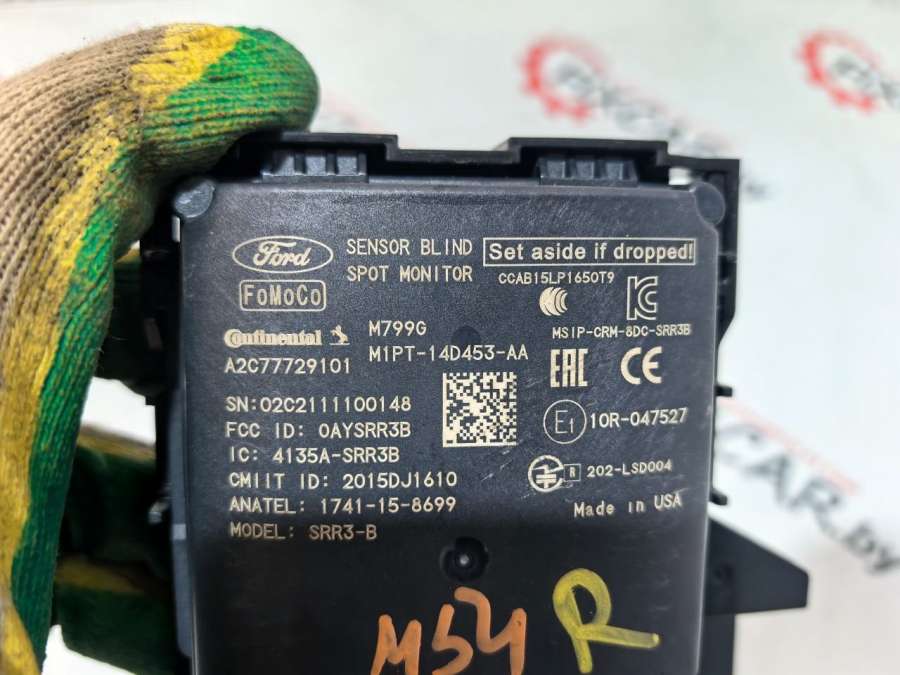 Ford
FoMoCo
SENSOR BLIND
SPOT MONITOR
Set aside if dropped!
CCAB15LP1650T9
MSIP-CRM-8DC-SRR3B
Continental
M799G
M1PT-14D453-AA
A2C77729101
EAC
CE
SN:02C2111100148
FCC ID: OAYSRR3B
IC: 4135A-SRR3B
CMIIT ID: 2015DJ1610
ANATEL: 1741-15-8699
MODEL: SRR3-B
E1
10R-047527
R
202-LSD004
Made in USA
M54
R
CAR.by